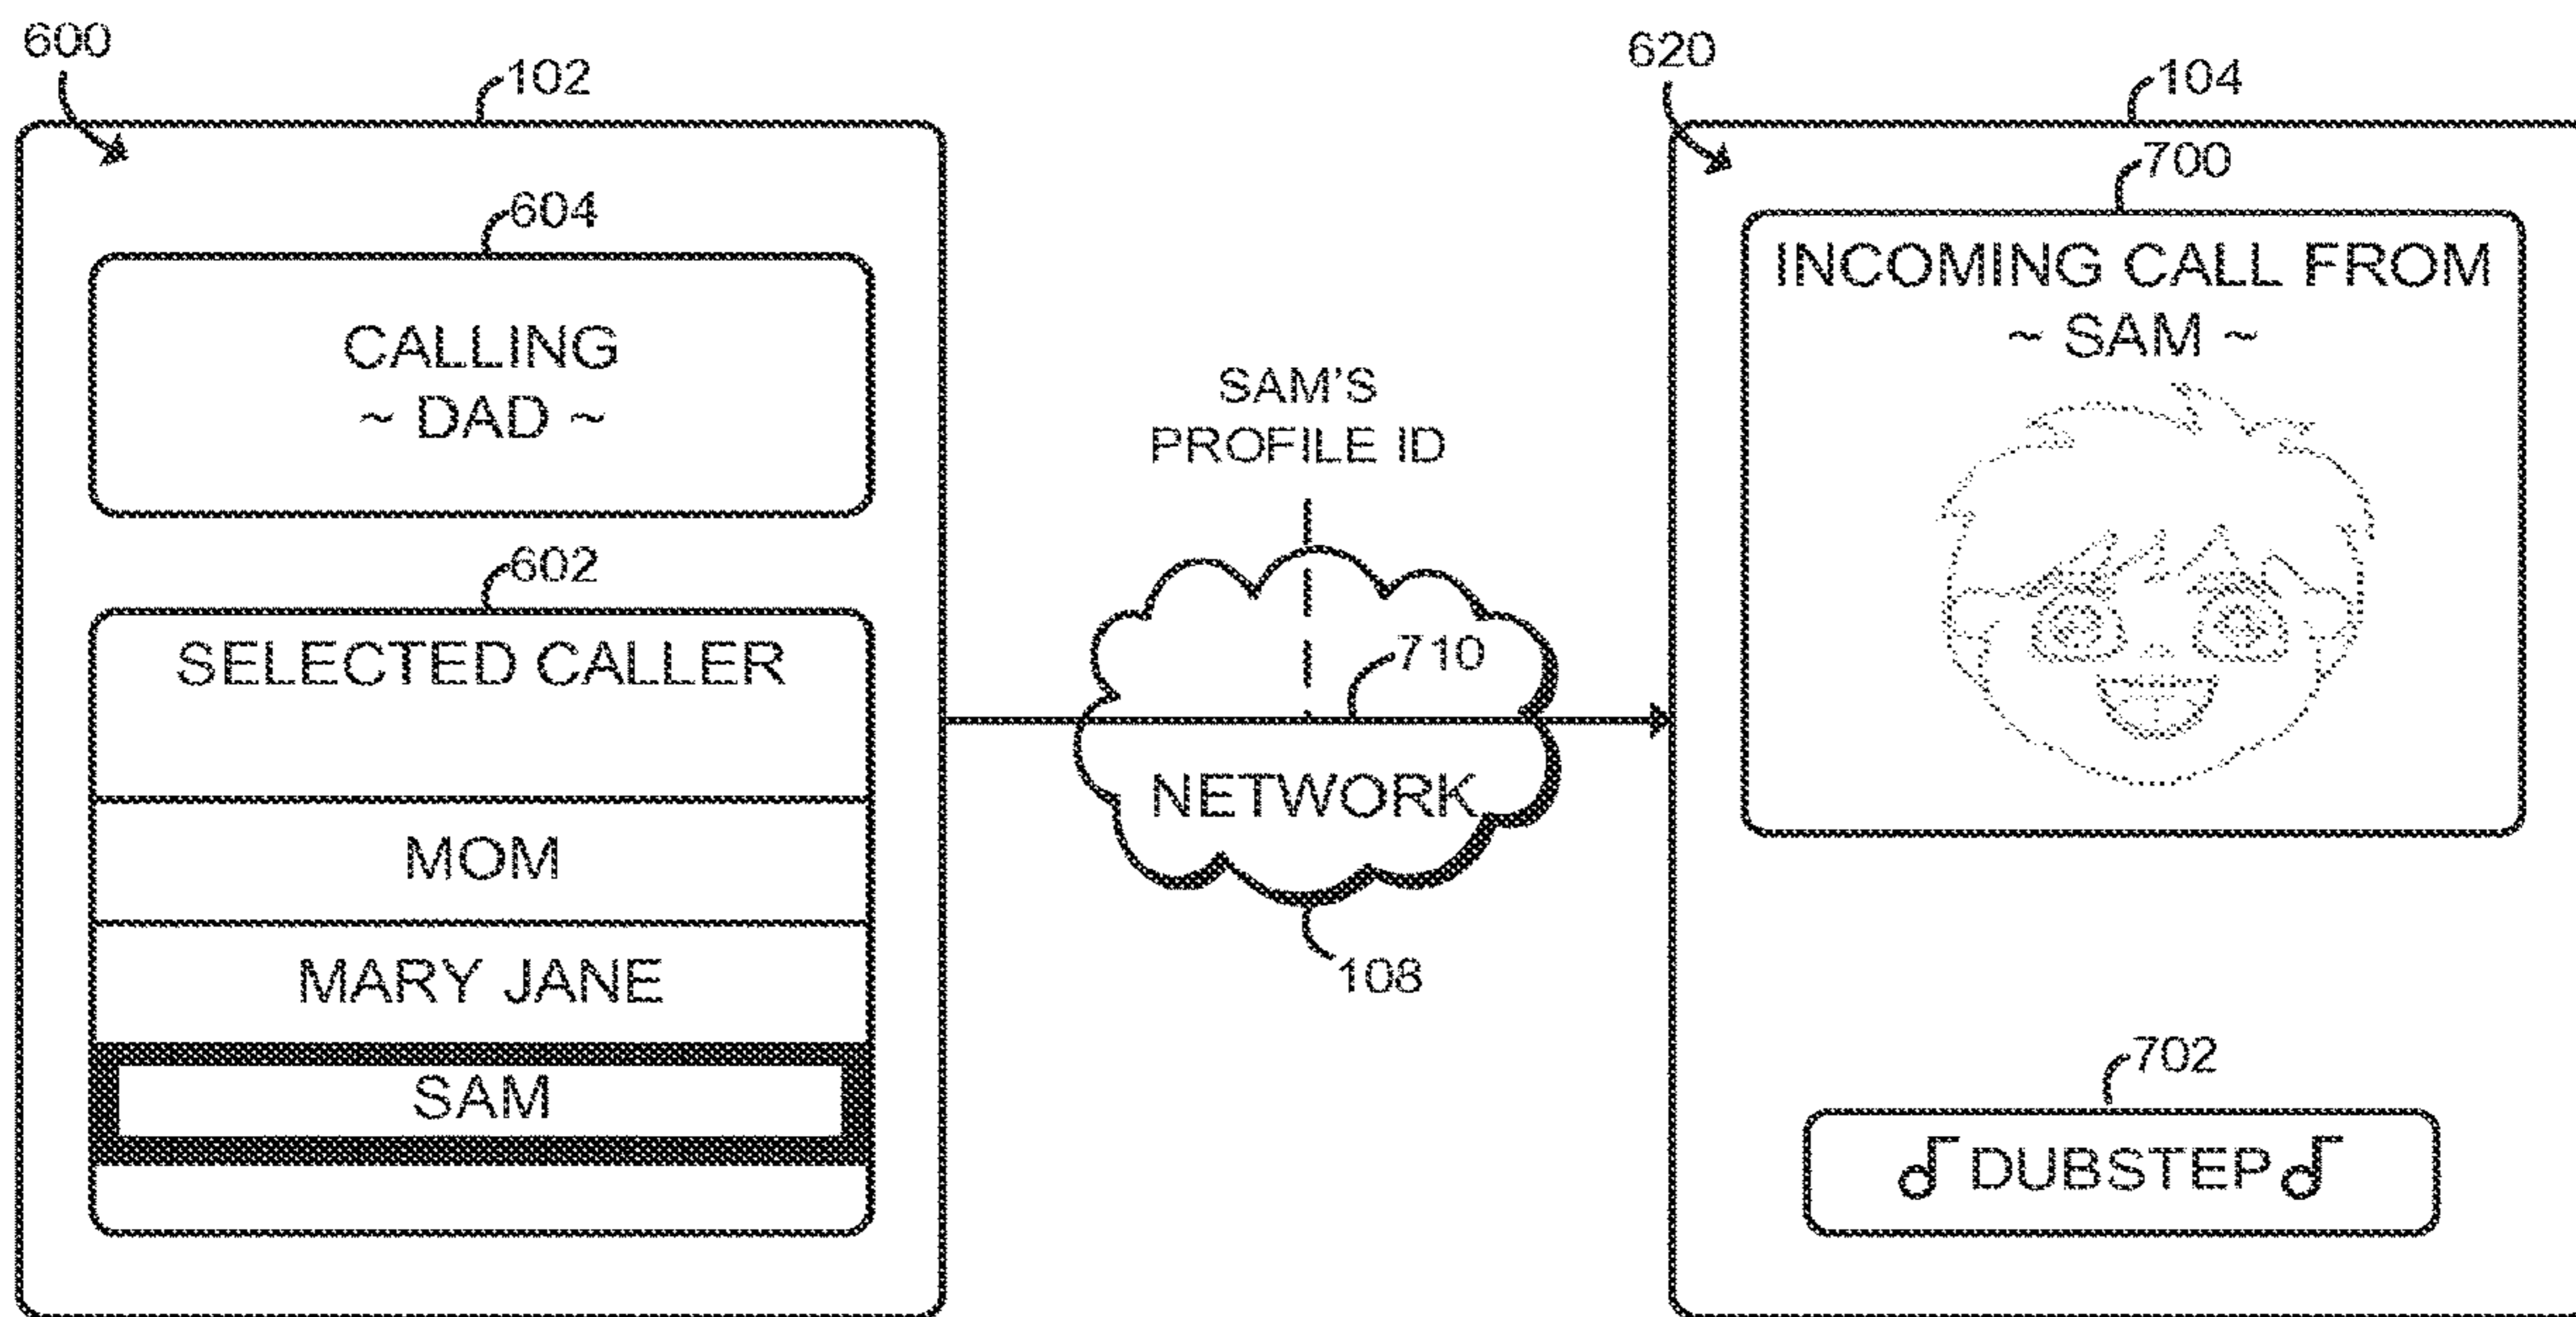 600
102
604
CALLING
~ DAD ~
602
SELECTED CALLER
MOM
MARY JANE
SAM
SAM'S
PROFILE ID
710
NETWORK
108
620
104
700
INCOMING CALL FROM
~ SAM ~
702
DUBSTEP